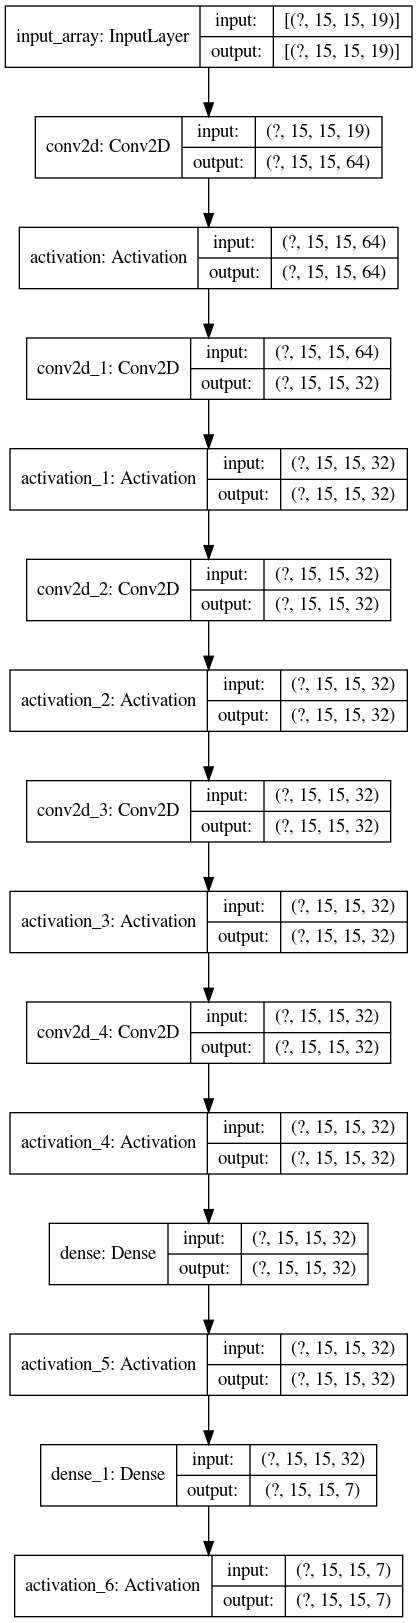 input_array: InputLayer
input: [(?, 15, 15, 19)]
output: [(?, 15, 15, 19)]
conv2d: Conv2D
input: (?, 15, 15, 19)
output: (?, 15, 15, 64)
activation: Activation
input: (?, 15, 15, 64)
output: (?, 15, 15, 64)
conv2d_1: Conv2D
input: (?, 15, 15, 64)
output: (?, 15, 15, 32)
activation_1: Activation
input: (?, 15, 15, 32)
output: (?, 15, 15, 32)
conv2d_2: Conv2D
input: (?, 15, 15, 32)
output: (?, 15, 15, 32)
activation_2: Activation
input: (?, 15, 15, 32)
output: (?, 15, 15, 32)
conv2d_3: Conv2D
input: (?, 15, 15, 32)
output: (?, 15, 15, 32)
activation_3: Activation
input: (?, 15, 15, 32)
output: (?, 15, 15, 32)
conv2d_4: Conv2D
input: (?, 15, 15, 32)
output: (?, 15, 15, 32)
activation_4: Activation
input: (?, 15, 15, 32)
output: (?, 15, 15, 32)
dense: Dense
input: (?, 15, 15, 32)
output: (?, 15, 15, 32)
activation_5: Activation
input: (?, 15, 15, 32)
output: (?, 15, 15, 32)
dense_1: Dense
input: (?, 15, 15, 32)
output: (?, 15, 15, 7)
activation_6: Activation
input: (?, 15, 15, 7)
output: (?, 15, 15, 7)